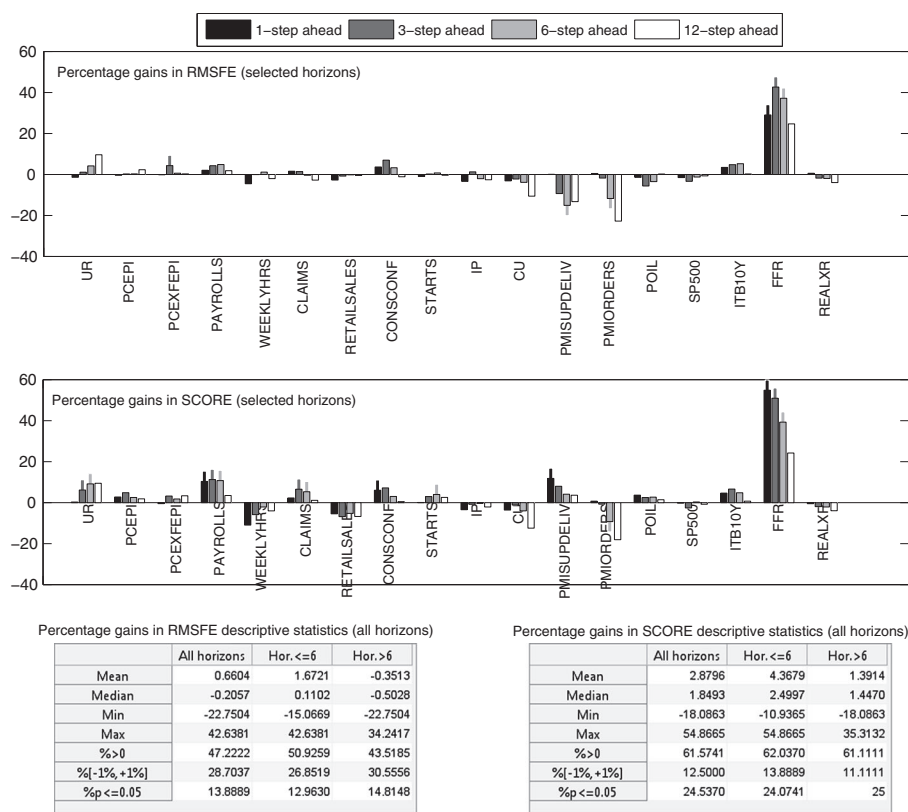 1-step ahead 3-step ahead 6-step ahead 12-step ahead
Percentage gains in RMSFE (selected horizons)
60
40
20
0
−20
−40
UR PCEPI PCEXFEPI PAYROLLS WEEKLYHRS CLAIMS RETAILSALES CONSCONF STARTS IP CU PMISUPDELIV PMIORDERS POIL SP500 ITB10Y FFR REALXR
Percentage gains in SCORE (selected horizons)
60
40
20
0
−20
−40
UR PCEPI PCEXFEPI PAYROLLS WEEKLYHRS CLAIMS RETAILSALES CONSCONF STARTS IP CU PMISUPDELIV PMIORDERS POIL SP500 ITB10Y FFR REALXR
Percentage gains in RMSFE descriptive statistics (all horizons)
All horizons Hor.<=6 Hor.>6
Mean 0.6604 1.6721 -0.3513
Median -0.2057 0.1102 -0.5028
Min -22.7504 -15.0669 -22.7504
Max 42.6381 42.6381 34.2417
%>0 47.2222 50.9259 43.5185
%[-1%,+1%] 28.7037 26.8519 30.5556
%p<=0.05 13.8889 12.9630 14.8148
Percentage gains in SCORE descriptive statistics (all horizons)
All horizons Hor.<=6 Hor.>6
Mean 2.8796 4.3679 1.3914
Median 1.8493 2.4997 1.4470
Min -18.0863 -10.9365 -18.0863
Max 54.8665 54.8665 35.3132
%>0 61.5741 62.0370 61.1111
%[-1%,+1%] 12.5000 13.8889 11.1111
%p<=0.05 24.5370 24.0741 25